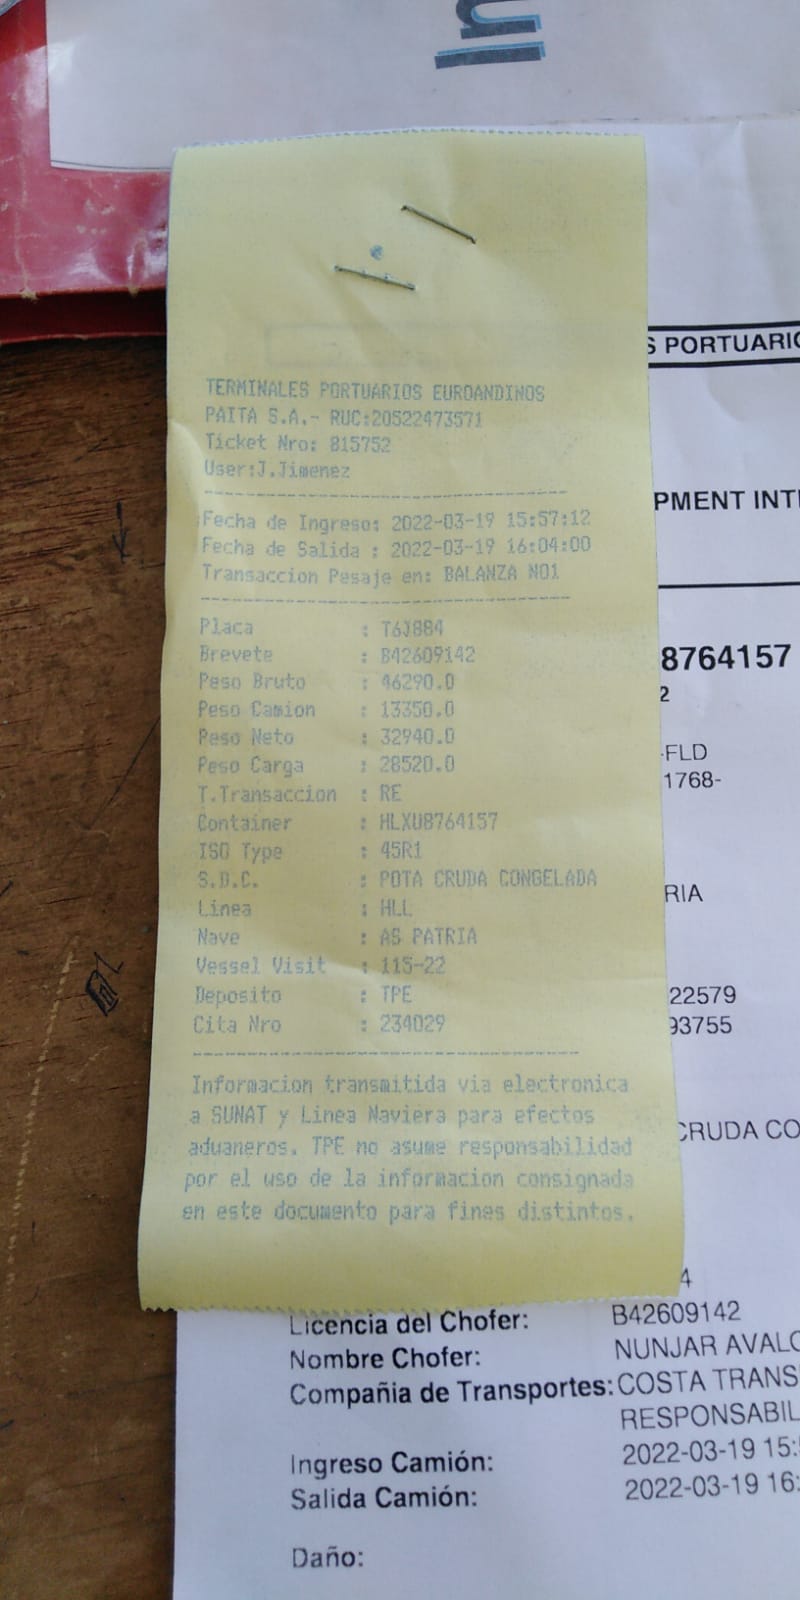 In
TERMINALES PORTUARIOS EUROANDINOS
PAITA S.A.- RUC:20522473571
Ticket Nro: 815752
User:J.Jimenez
Fecha de Ingreso: 2022-03-19 15:57:12
Fecha de Salida : 2022-03-19 16:04:00
Transaccion Pesaje en: BALANZA NO1
Placa : T6J884
Brevete : B42609142
Peso Bruto : 46290.0
Peso Camion : 13350.0
Peso Neto : 32940.0
Peso Carga : 28520.0
T.Transaccion : RE
Container : HLXU8764157
ISO Type : 45R1
S.D.C. : POTA CRUDA CONGELADA
Linea : HLL
Nave : AS PATRIA
Vessel Visit : 115-22
Deposito : TPE
Cita Nro : 234029
Informacion transmitida via electronica
a SUNAT y Linea Naviera para efectos
aduaneros. TPE no asume responsabilidad
por el uso de la informacion consignada
en este documento para fines distintos.
S PORTUARIO
PMENT INT
8764157
2
-FLD
1768-
RIA
22579
93755
CRUDA CO
4
Licencia del Chofer: B42609142
Nombre Chofer: NUNJAR AVALO
Compañia de Transportes: COSTA TRANS
RESPONSABIL
Ingreso Camión: 2022-03-19 15:5
Salida Camión: 2022-03-19 16:
Daño: